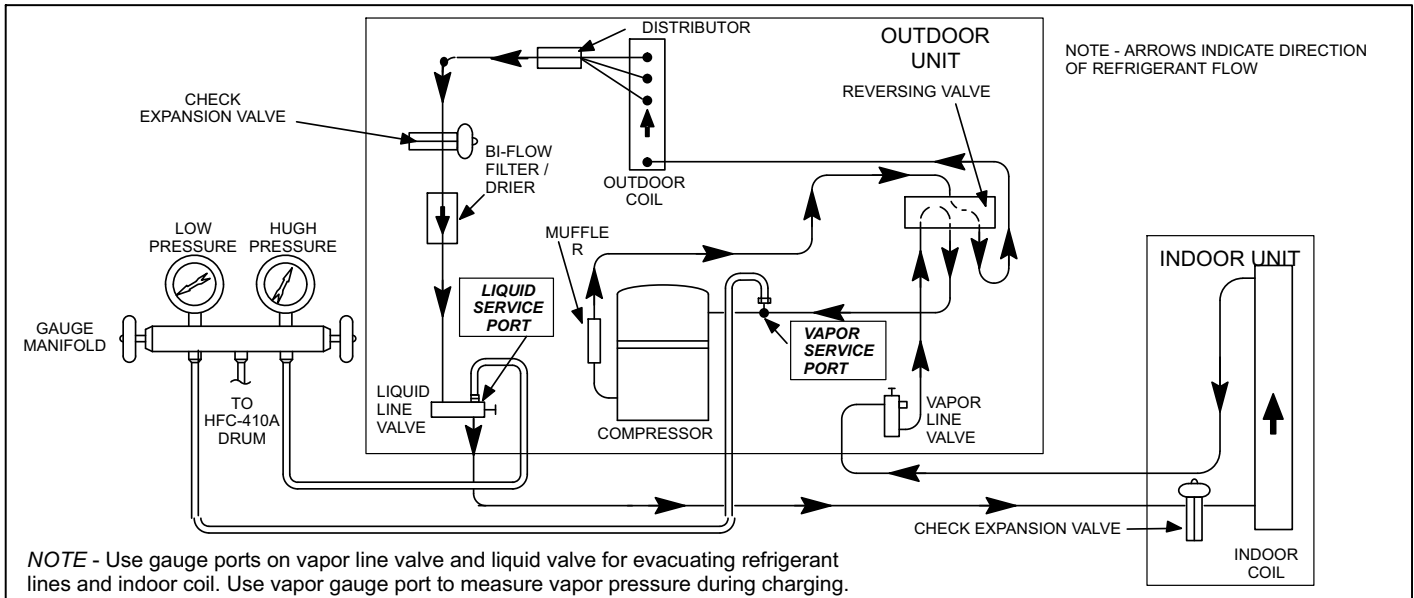 DISTRIBUTOR
OUTDOOR
UNIT
NOTE - ARROWS INDICATE DIRECTION
OF REFRIGERANT FLOW
REVERSING VALVE
CHECK
EXPANSION VALVE
BI-FLOW
FILTER /
DRIER
OUTDOOR
COIL
LOW
PRESSURE
HUGH
PRESSURE
MUFFLE
R
INDOOR UNIT
LIQUID
SERVICE
PORT
GAUGE
MANIFOLD
VAPOR
SERVICE
PORT
TO
HFC-410A
DRUM
LIQUID
LINE
VALVE
COMPRESSOR
VAPOR
LINE
VALVE
CHECK EXPANSION VALVE
INDOOR
COIL
NOTE - Use gauge ports on vapor line valve and liquid valve for evacuating refrigerant
lines and indoor coil. Use vapor gauge port to measure vapor pressure during charging.